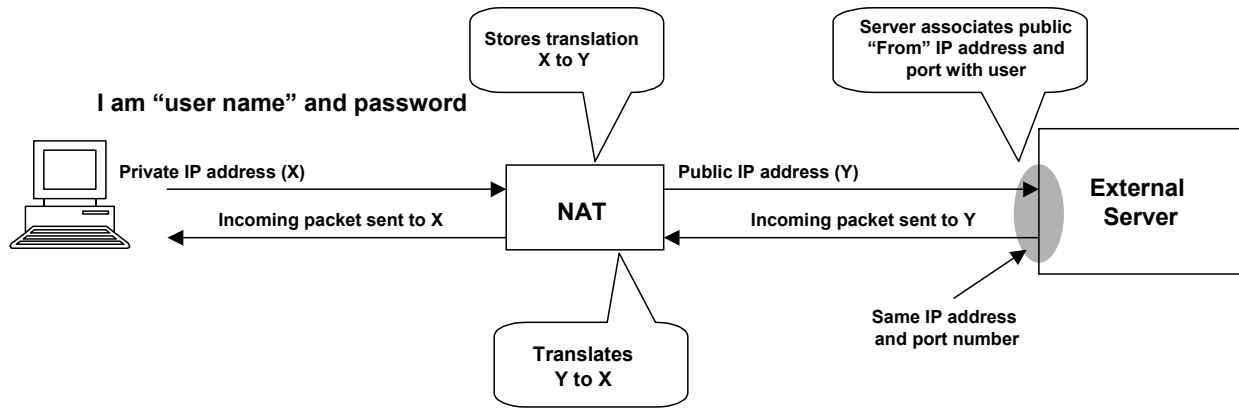 Stores translation
X to Y
Server associates public
“From” IP address and
port with user
I am “user name” and password
Private IP address (X)
Public IP address (Y)
NAT
External
Server
Incoming packet sent to X
Incoming packet sent to Y
Same IP address
and port number
Translates
Y to X